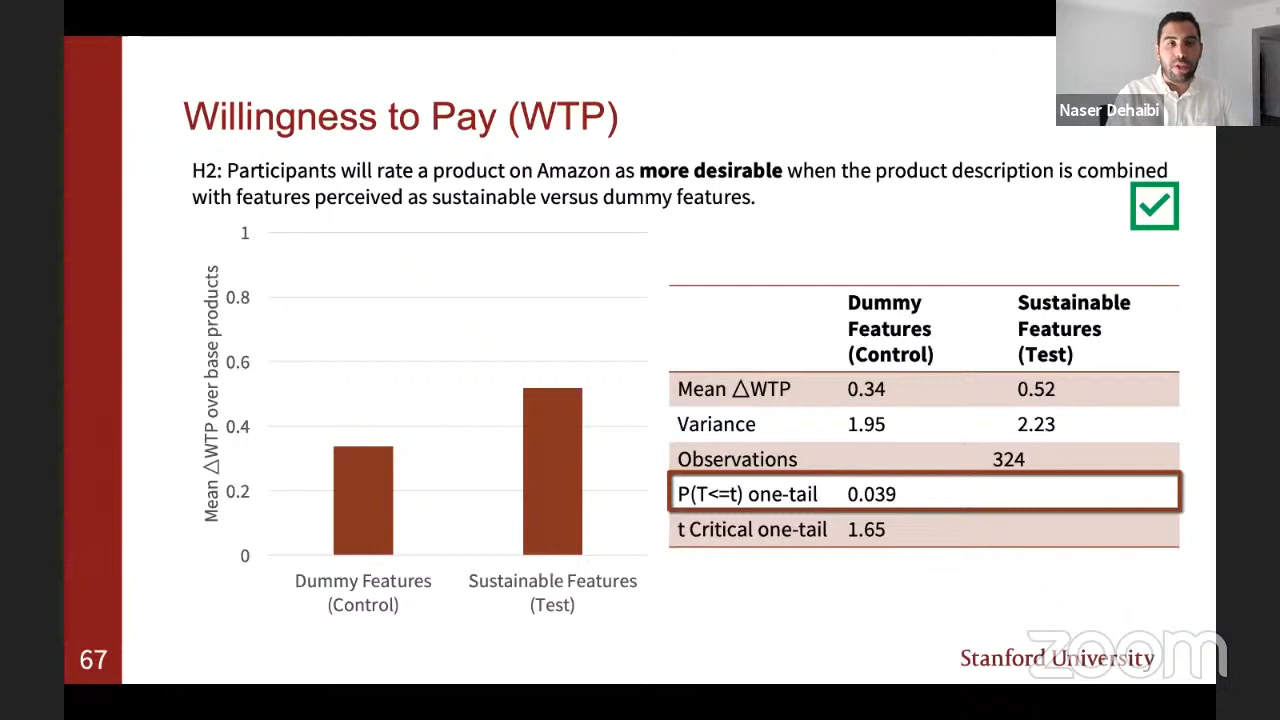 Naser Dehaibi
Willingness to Pay (WTP)
H2: Participants will rate a product on Amazon as more desirable when the product description is combined
with features perceived as sustainable versus dummy features.
Mean △WTP over base products
1
0.8
0.6
0.4
0.2
0
Dummy Features
(Control)
Sustainable Features
(Test)
Dummy
Features
(Control)
Sustainable
Features
(Test)
Mean △WTP 0.34 0.52
Variance 1.95 2.23
Observations 324
P(T<=t) one-tail 0.039
t Critical one-tail 1.65
67
Stanford University
zoom